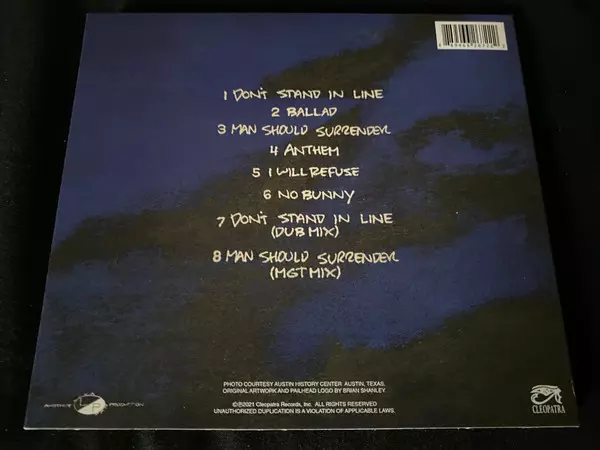 1 DON'T STAND IN LINE
2 BALLAD
3 MAN SHOULD SURRENDER
4 ANTHEM
5 I WILL REFUSE
6 NO BUNNY
7 DON'T STAND IN LINE
(DUB MIX)
8 MAN SHOULD SURRENDER
(MGT MIX)
PHOTO COURTESY AUSTIN HISTORY CENTER, AUSTIN, TEXAS.
ORIGINAL ARTWORK AND PAILHEAD LOGO BY BRIAN SHANLEY.
©℗2021 Cleopatra Records, Inc. ALL RIGHTS RESERVED
UNAUTHORIZED DUPLICATION IS A VIOLATION OF APPLICABLE LAWS.
CLEOPATRA